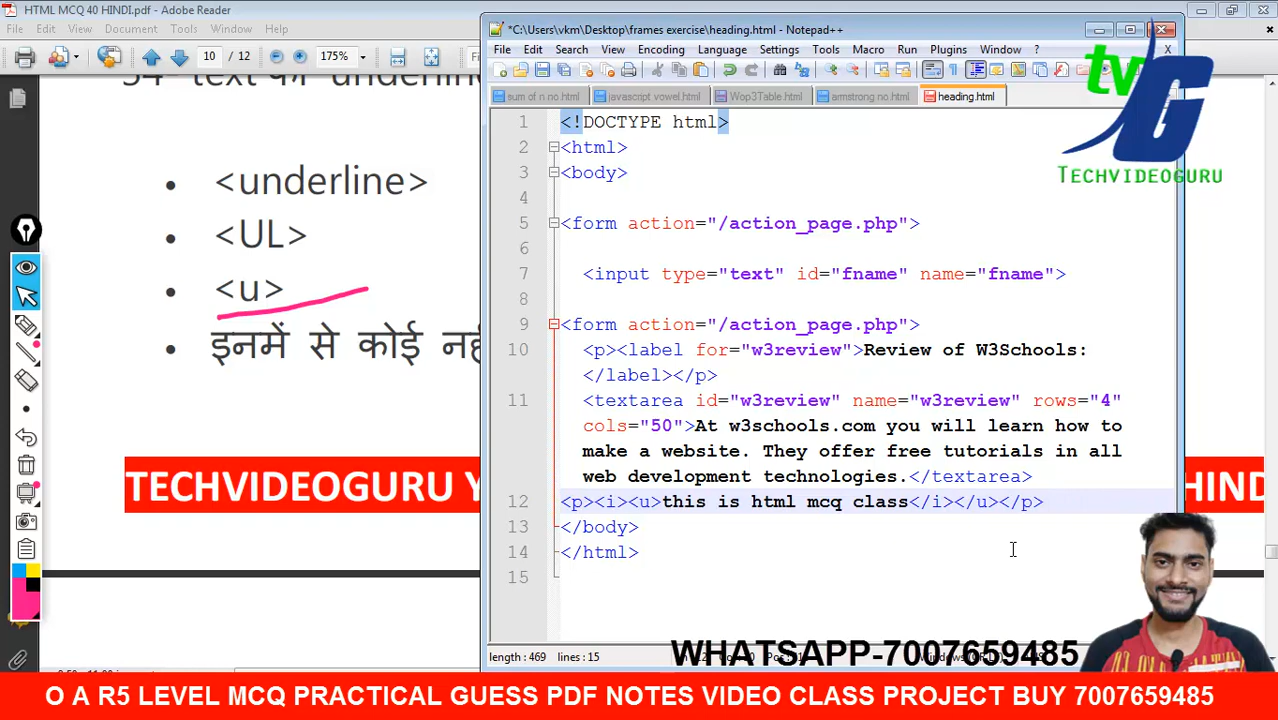 HTML MCQ 40 HINDI.pdf - Adobe Reader
File Edit View Document Tools Window Help
10 / 12 175%
<underline>
<UL>
<u>
इनमें से कोई
TECHVIDEOGURU Y
*C:\Users\vkm\Desktop\frames exercise\heading.html - Notepad++
File Edit Search View Encoding Language Settings Tools Macro Run Plugins Window ? X
sum of n no.html javascript vowel.html Wop3Table.html armstrong no.html heading.html
1 <!DOCTYPE html>
2 <html>
3 <body>
4
5 <form action="/action_page.php">
6
7 <input type="text" id="fname" name="fname">
8
9 <form action="/action_page.php">
10 <p><label for="w3review">Review of W3Schools:
</label></p>
11 <textarea id="w3review" name="w3review" rows="4"
cols="50">At w3schools.com you will learn how to
make a website. They offer free tutorials in all
web development technologies.</textarea>
12 <p><i><u>this is html mcq class</i></u></p>
13 </body>
14 </html>
15
length : 469 lines : 15
tv G
TECHVIDEOGURU
HIND
WHATSAPP-7007659485
O A R5 LEVEL MCQ PRACTICAL GUESS PDF NOTES VIDEO CLASS PROJECT BUY 7007659485